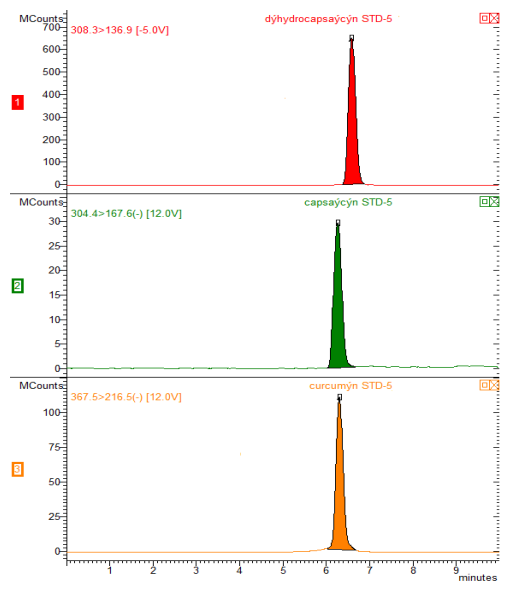 MCounts
dýhydrocapsaýcýn STD-5
308.3>136.9 [-5.0V]
700
600
500
400
300
200
100
0
1
MCounts
capsaýcýn STD-5
304.4>167.6(-) [12.0V]
30
25
20
15
10
5
0
2
MCounts
curcumýn STD-5
367.5>216.5(-) [12.0V]
100
75
50
25
0
3
1 2 3 4 5 6 7 8 9
minutes